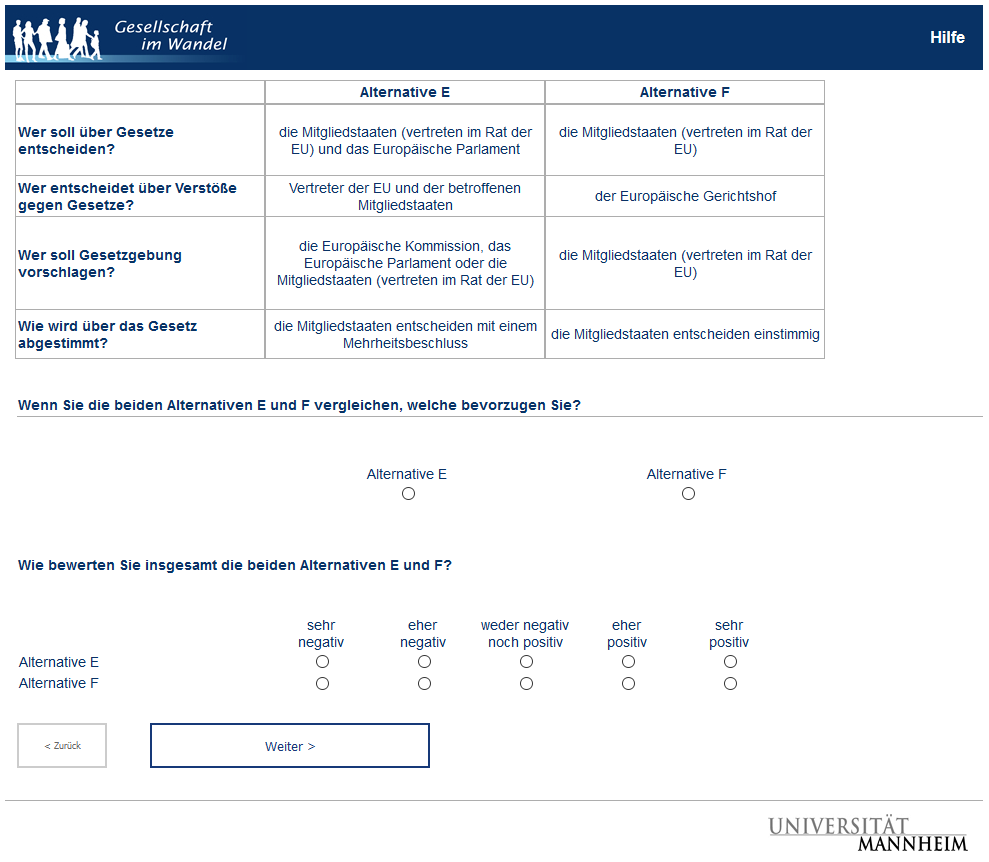 Gesellschaft
im Wandel
Hilfe
Alternative E
Alternative F
Wer soll über Gesetze
entscheiden?
die Mitgliedstaaten (vertreten im Rat der
EU) und das Europäische Parlament
die Mitgliedstaaten (vertreten im Rat der
EU)
Wer entscheidet über Verstöße
gegen Gesetze?
Vertreter der EU und der betroffenen
Mitgliedstaaten
der Europäische Gerichtshof
Wer soll Gesetzgebung
vorschlagen?
die Europäische Kommission, das
Europäische Parlament oder die
Mitgliedstaaten (vertreten im Rat der EU)
die Mitgliedstaaten (vertreten im Rat der
EU)
Wie wird über das Gesetz
abgestimmt?
die Mitgliedstaaten entscheiden mit einem
Mehrheitsbeschluss
die Mitgliedstaaten entscheiden einstimmig
Wenn Sie die beiden Alternativen E und F vergleichen, welche bevorzugen Sie?
Alternative E
Alternative F
Wie bewerten Sie insgesamt die beiden Alternativen E und F?
sehr
negativ
eher
negativ
weder negativ
noch positiv
eher
positiv
sehr
positiv
Alternative E
Alternative F
< Zurück
Weiter >
UNIVERSITÄT
MANNHEIM